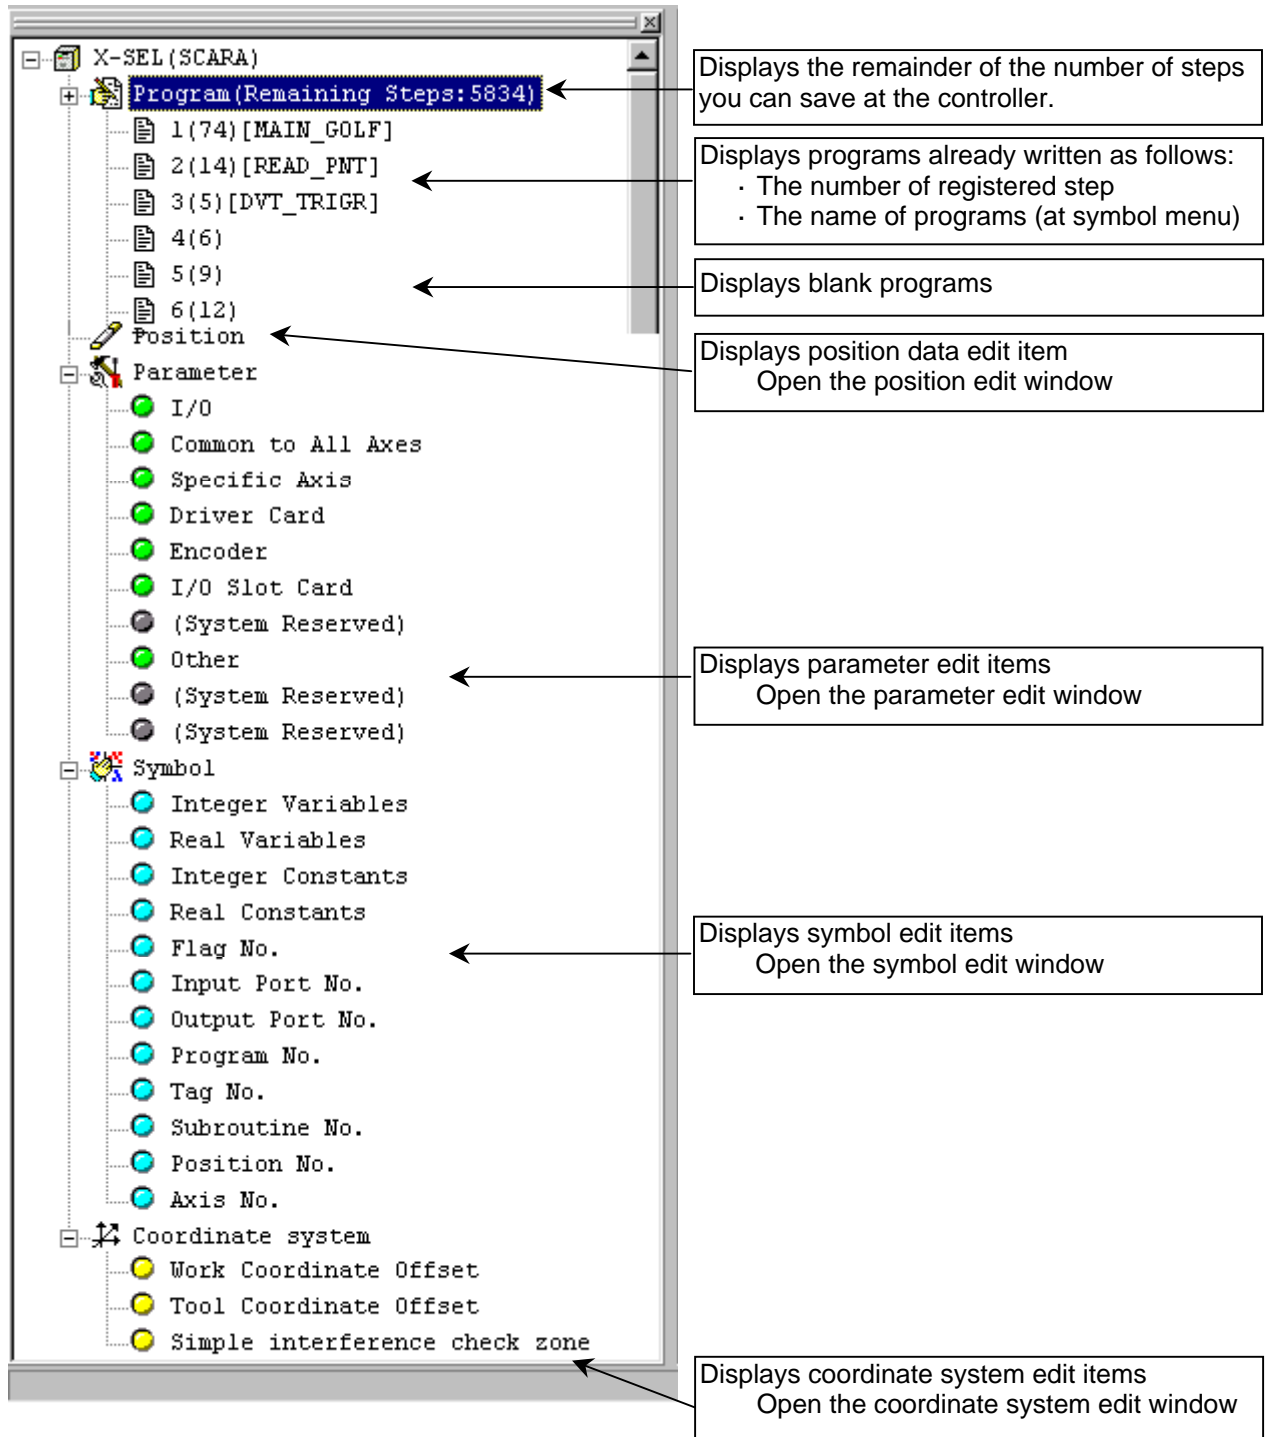 X-SEL(SCARA)
Program(Remaining Steps:5834)
1(74)[MAIN_GOLF]
2(14)[READ_PNT]
3(5)[DVT_TRIGR]
4(6)
5(9)
6(12)
Position
Parameter
I/O
Common to All Axes
Specific Axis
Driver Card
Encoder
I/O Slot Card
(System Reserved)
Other
(System Reserved)
(System Reserved)
Symbol
Integer Variables
Real Variables
Integer Constants
Real Constants
Flag No.
Input Port No.
Output Port No.
Program No.
Tag No.
Subroutine No.
Position No.
Axis No.
Coordinate system
Work Coordinate Offset
Tool Coordinate Offset
Simple interference check zone
Displays the remainder of the number of steps
you can save at the controller.
Displays programs already written as follows:
· The number of registered step
· The name of programs (at symbol menu)
Displays blank programs
Displays position data edit item
Open the position edit window
Displays parameter edit items
Open the parameter edit window
Displays symbol edit items
Open the symbol edit window
Displays coordinate system edit items
Open the coordinate system edit window